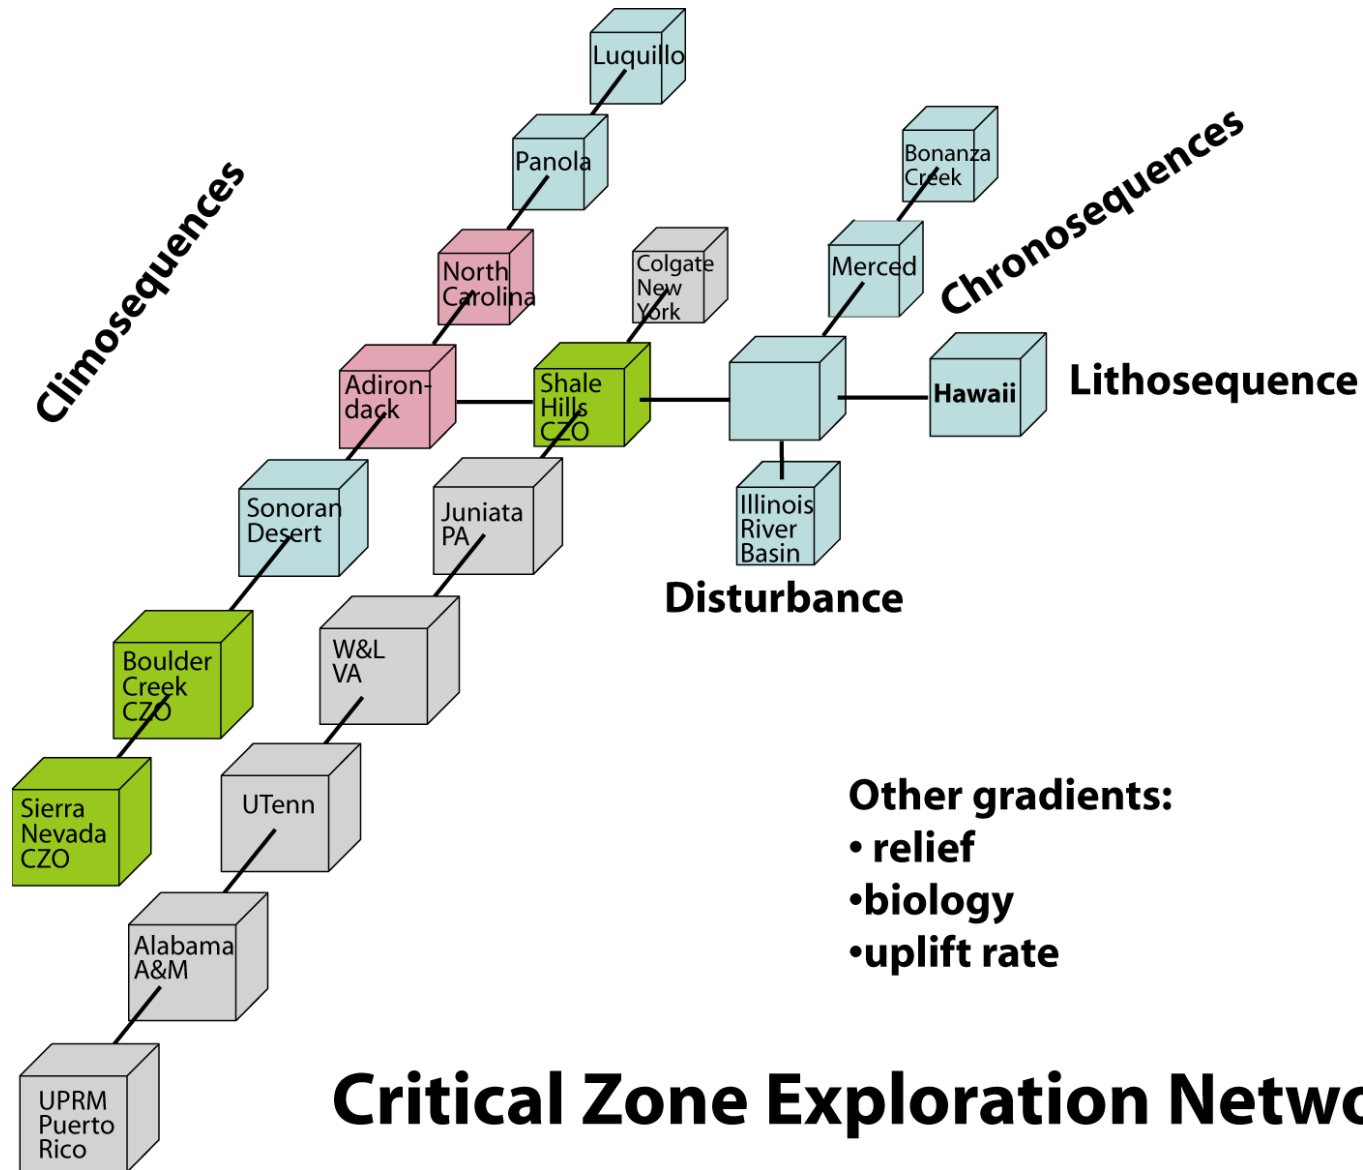 Luquillo
Panola
Bonanza
Creek
Climosequences
Chronosequences
North
Carolina
Colgate
New
York
Merced
Adiron-
dack
Shale
Hills
CZO
Hawaii
Lithosequence
Sonoran
Desert
Juniata
PA
Illinois
River
Basin
Disturbance
Boulder
Creek
CZO
W&L
VA
Sierra
Nevada
CZO
UTenn
Other gradients:
• relief
•biology
•uplift rate
Alabama
A&M
UPRM
Puerto
Rico
Critical Zone Exploration Netwo